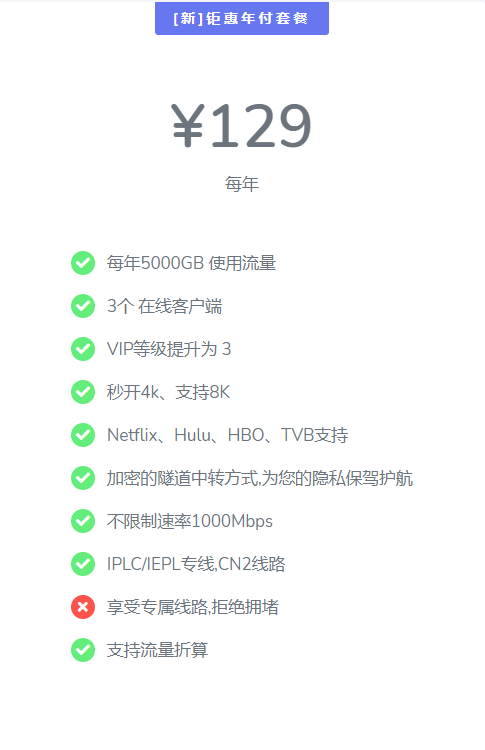 [新]钜惠年付套餐
¥129
每年
每年5000GB 使用流量
3个 在线客户端
VIP等级提升为 3
秒开4k、支持8K
Netflix、Hulu、HBO、TVB支持
加密的隧道中转方式,为您的隐私保驾护航
不限制速率1000Mbps
IPLC/IEPL专线,CN2线路
享受专属线路,拒绝拥堵
支持流量折算